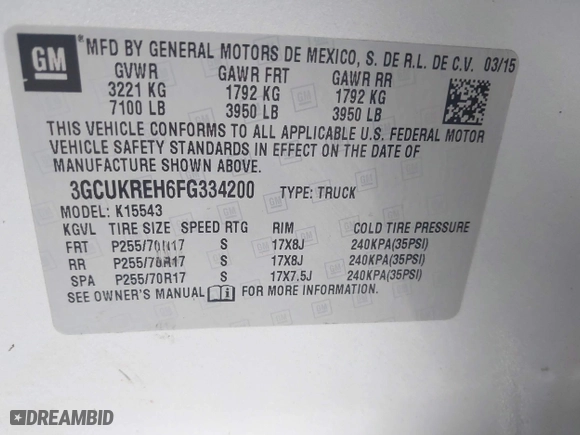 GM
MFD BY GENERAL MOTORS DE MEXICO, S. DE R.L. DE C.V. 03/15
GVWR GAWR FRT GAWR RR
3221 KG 1792 KG 1792 KG
7100 LB 3950 LB 3950 LB
THIS VEHICLE CONFORMS TO ALL APPLICABLE U.S. FEDERAL MOTOR
VEHICLE SAFETY STANDARDS IN EFFECT ON THE DATE OF
MANUFACTURE SHOWN ABOVE.
3GCUKREH6FG334200 TYPE: TRUCK
MODEL: K15543
KGVL TIRE SIZE SPEED RTG RIM COLD TIRE PRESSURE
FRT P255/70R17 S 17X8J 240KPA(35PSI)
RR P255/70R17 S 17X8J 240KPA(35PSI)
SPA P255/70R17 S 17X7.5J 240KPA(35PSI)
SEE OWNER'S MANUAL FOR MORE INFORMATION.
DREAMBID